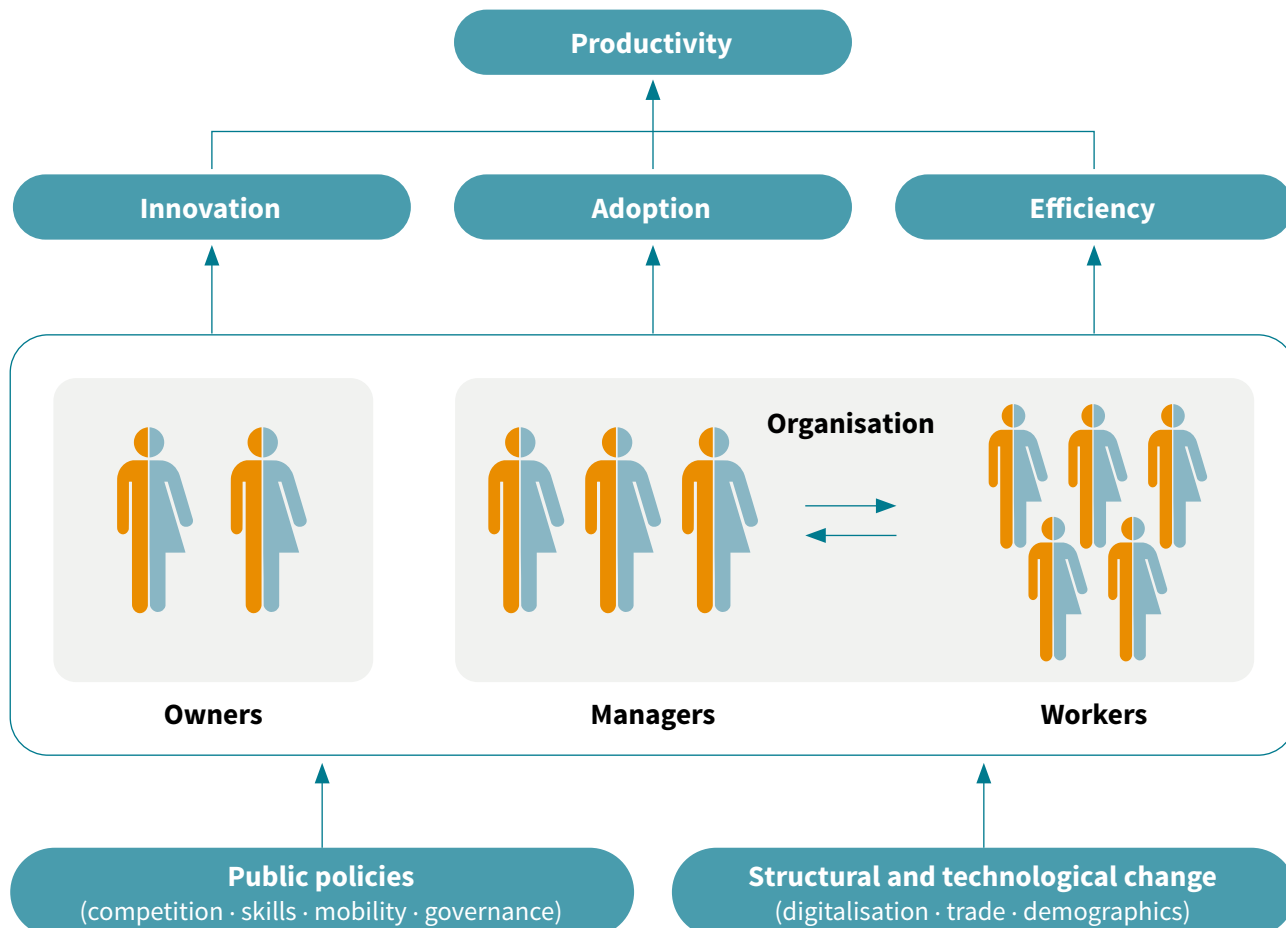 Productivity
Innovation
Adoption
Efficiency
Organisation
Owners
Managers
Workers
Public policies
(competition · skills · mobility · governance)
Structural and technological change
(digitalisation · trade · demographics)